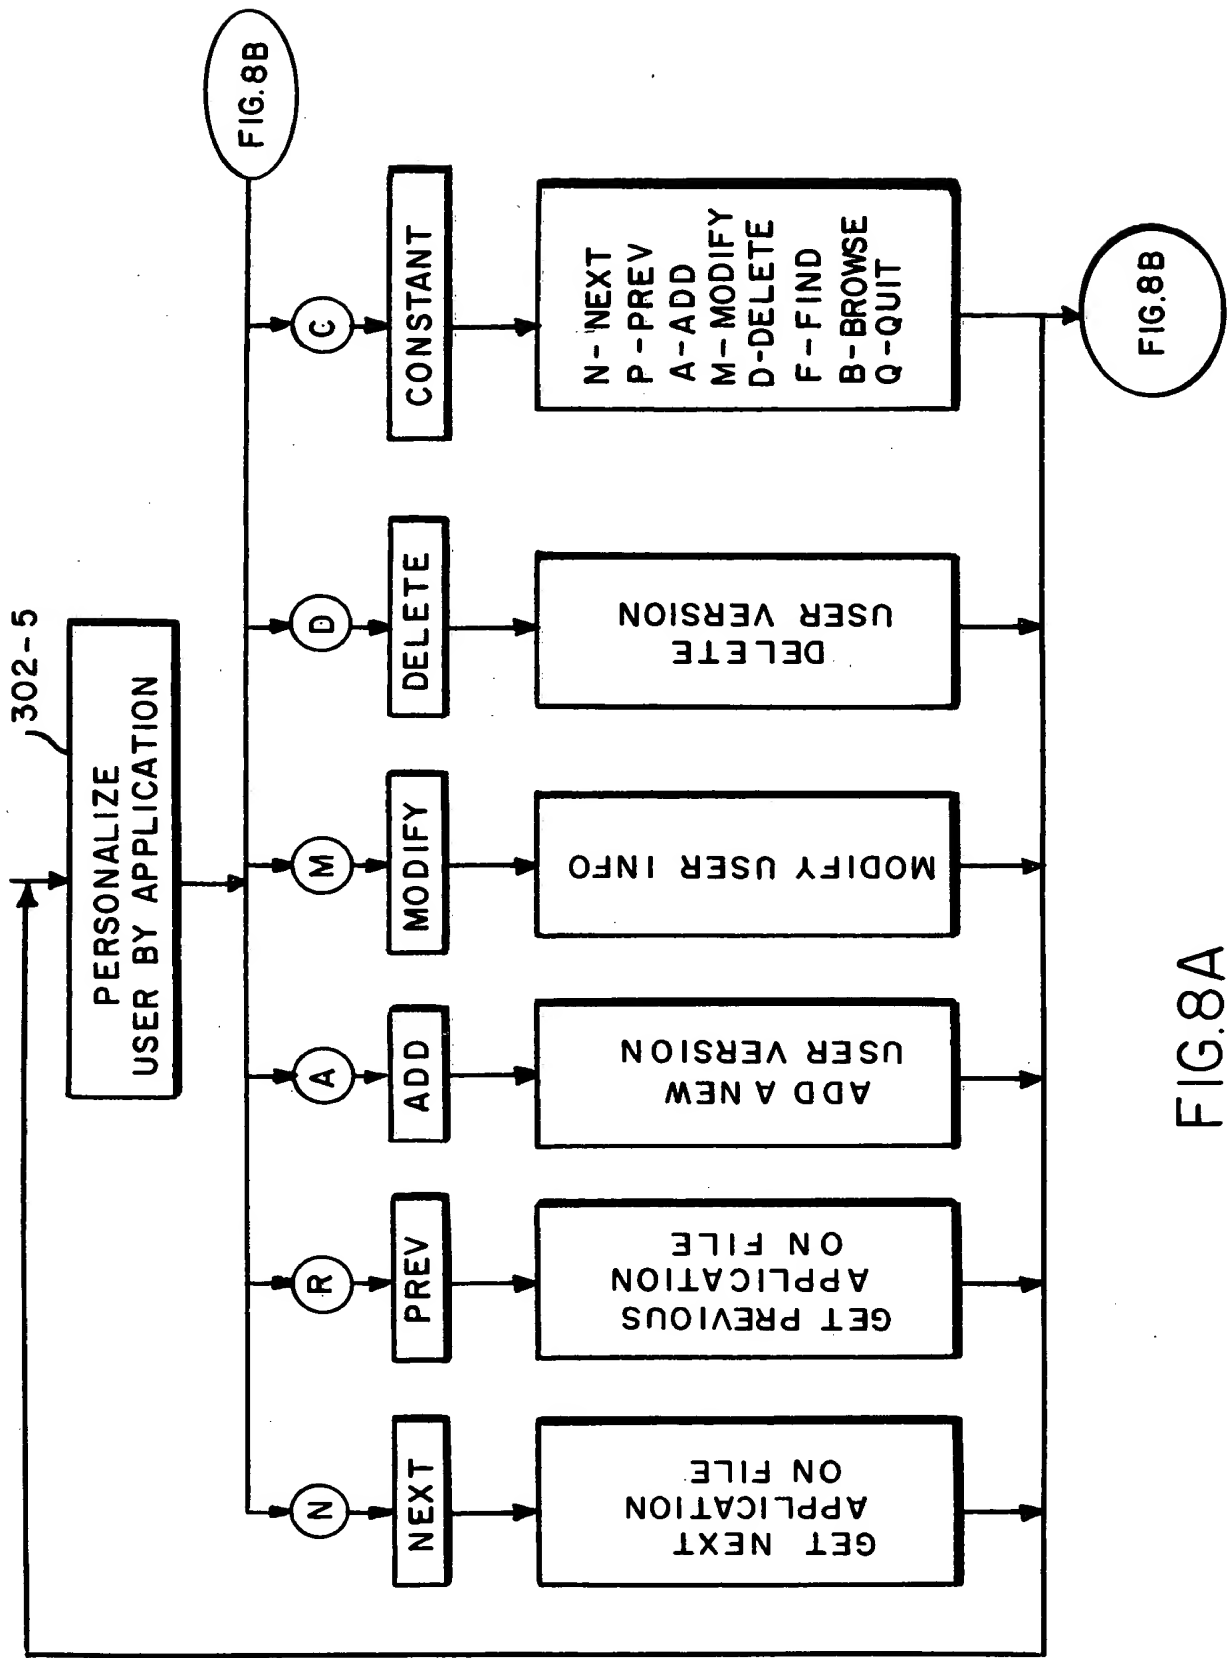 302-5
PERSONALIZE
USER BY APPLICATION
FIG.8B
N
R
A
M
D
C
NEXT
PREV
ADD
MODIFY
DELETE
CONSTANT
GET NEXT
APPLICATION
ON FILE
GET PREVIOUS
APPLICATION
ON FILE
ADD A NEW
USER VERSION
MODIFY USER INFO
DELETE
USER VERSION
N-NEXT
P-PREV
A-ADD
M-MODIFY
D-DELETE
F-FIND
B-BROWSE
Q-QUIT
FIG.8B
FIG.8A